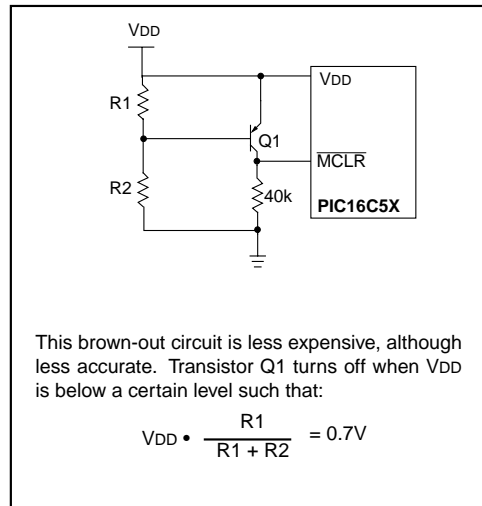 VDD
VDD
R1
Q1
MCLR
R2
40k
PIC16C5X
This brown-out circuit is less expensive, although
less accurate. Transistor Q1 turns off when VDD
is below a certain level such that:
VDD • R1 / R1 + R2 = 0.7V